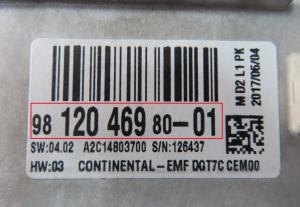 98 120 469 80-01
SW:04.02 A2C14803700 S/N:126437
HW:03 CONTINENTAL-EMF DGT7C CEM00
M D2 L1 PK
2017/06/04